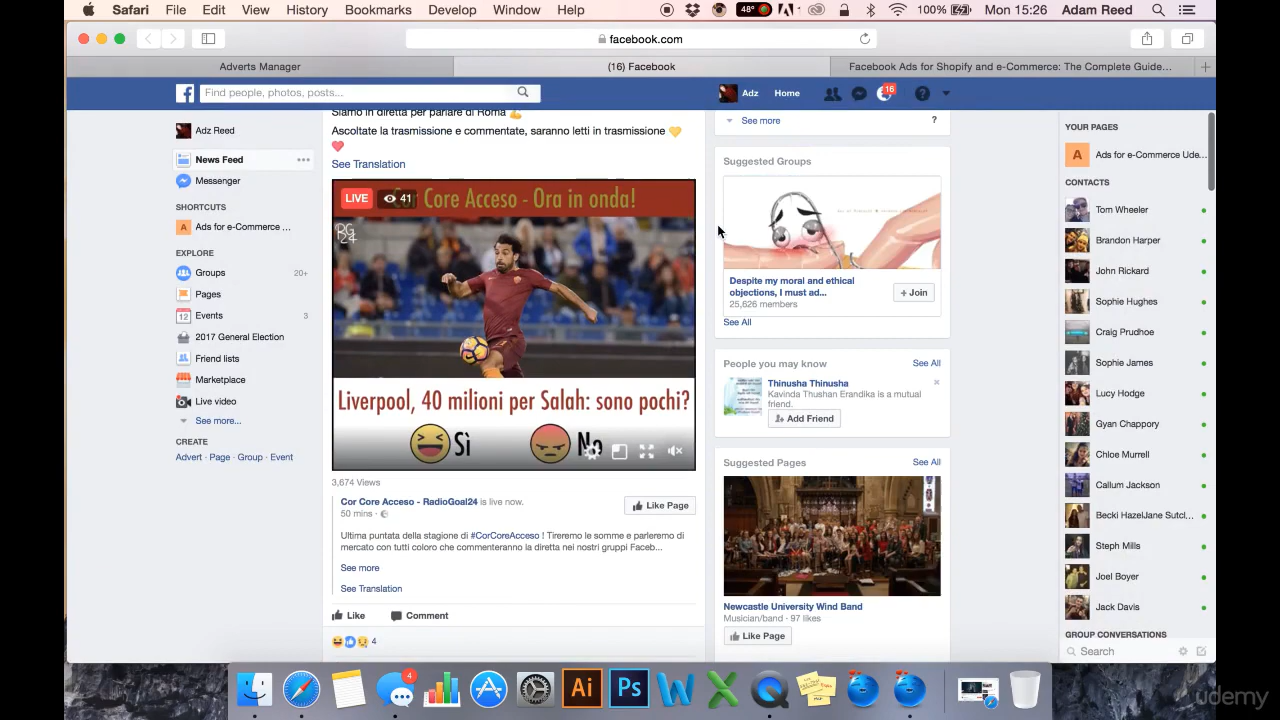 Safari File Edit View History Bookmarks Develop Window Help 48° 100% Mon 15:26 Adam Reed
facebook.com
Adverts Manager (16) Facebook Facebook Ads for Shopify and e-Commerce: The Complete Guide...
Find people, photos, posts... Adz Home 16
Adz Reed
News Feed
Messenger
SHORTCUTS
Ads for e-Commerce ...
EXPLORE
Groups 20+
Pages
12 Events 3
2017 General Election
Friend lists
Marketplace
Live video
See more...
CREATE
Advert · Page · Group · Event
Siamo in diretta per parlare di Roma
Ascoltate la trasmissione e commentate, saranno letti in trasmissione
See Translation
LIVE 41 Cor Core Acceso - Ora in onda!
RG
24
Liverpool, 40 milioni per Salah: sono pochi?
Sì No
3,674 Views
Cor Core Acceso - RadioGoal24 is live now.
50 mins ·
Like Page
Ultima puntata della stagione di #CorCoreAcceso ! Tireremo le somme e parleremo di
mercato con tutti coloro che commenteranno la diretta nei nostri gruppi Faceb...
See more
See Translation
Like Comment
4
See more ?
Suggested Groups
Despite my moral and ethical
objections, I must ad...
25,626 members
+ Join
See All
People you may know See All
Thinusha Thinusha
Kavinda Thushan Erandika is a mutual
friend.
Add Friend
Suggested Pages See All
Newcastle University Wind Band
Musician/band · 97 likes
Like Page
YOUR PAGES
A Ads for e-Commerce Ude...
CONTACTS
Tom Wheeler
Brandon Harper
John Rickard
Sophie Hughes
Craig Prudhoe
Sophie James
Lucy Hodge
Gyan Chappory
Chloe Murrell
Callum Jackson
Becki HazelJane Sutcl...
Steph Mills
Joel Boyer
Jack Davis
GROUP CONVERSATIONS
Search
4 Ai Ps
udemy